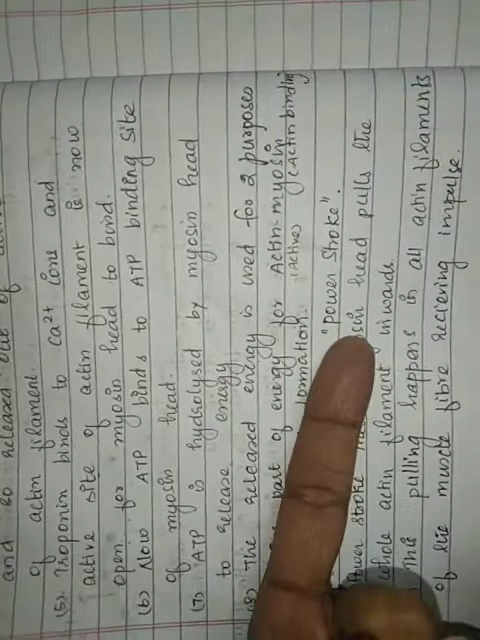 and so released out of
of actin filament.
(5) Troponin binds to Ca2+ ions and
active site of actin filament is now
open for myosin head to bind.
(6) Now ATP binds to ATP binding site
of myosin head.
(7) ATP is hydrolysed by myosin head
to release energy
(8) The released energy is used for 2 purposes
part of energy for Actin-myosin
(Active) (Actin binding
formation.
"Power stroke".
Power stroke head pulls the
whole actin filament inwards.
This pulling happens in all actin filaments
of the muscle fibre recieving impulse.